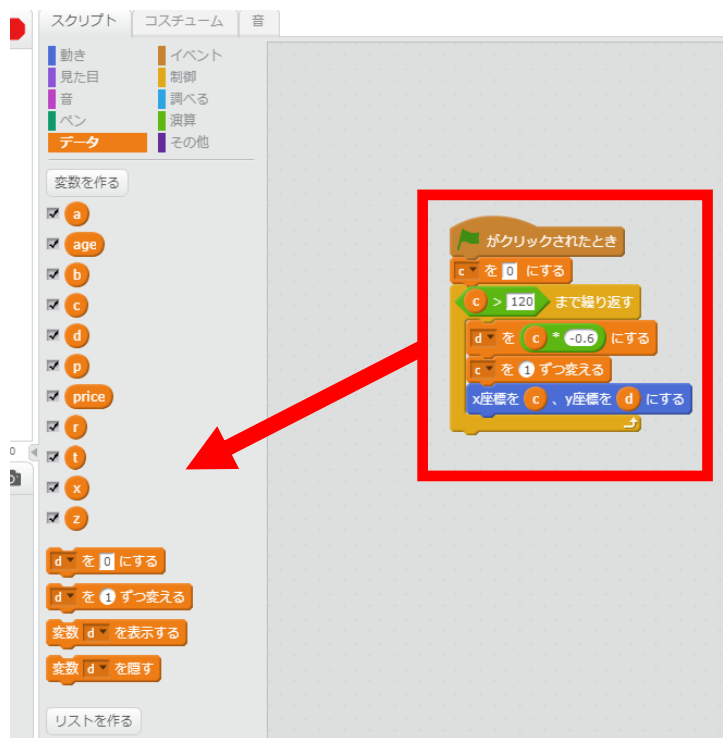 スクリプト コスチューム 音
動き イベント
見た目 制御
音 調べる
ペン 演算
データ その他
変数を作る
a
age
b
c
d
p
price
r
t
x
z
d を 0 にする
d を 1 ずつ変える
変数 d を表示する
変数 d を隠す
リストを作る
がクリックされたとき
c を 0 にする
c > 120 まで繰り返す
d を c * -0.6 にする
c を 1 ずつ変える
x座標を c 、y座標を d にする